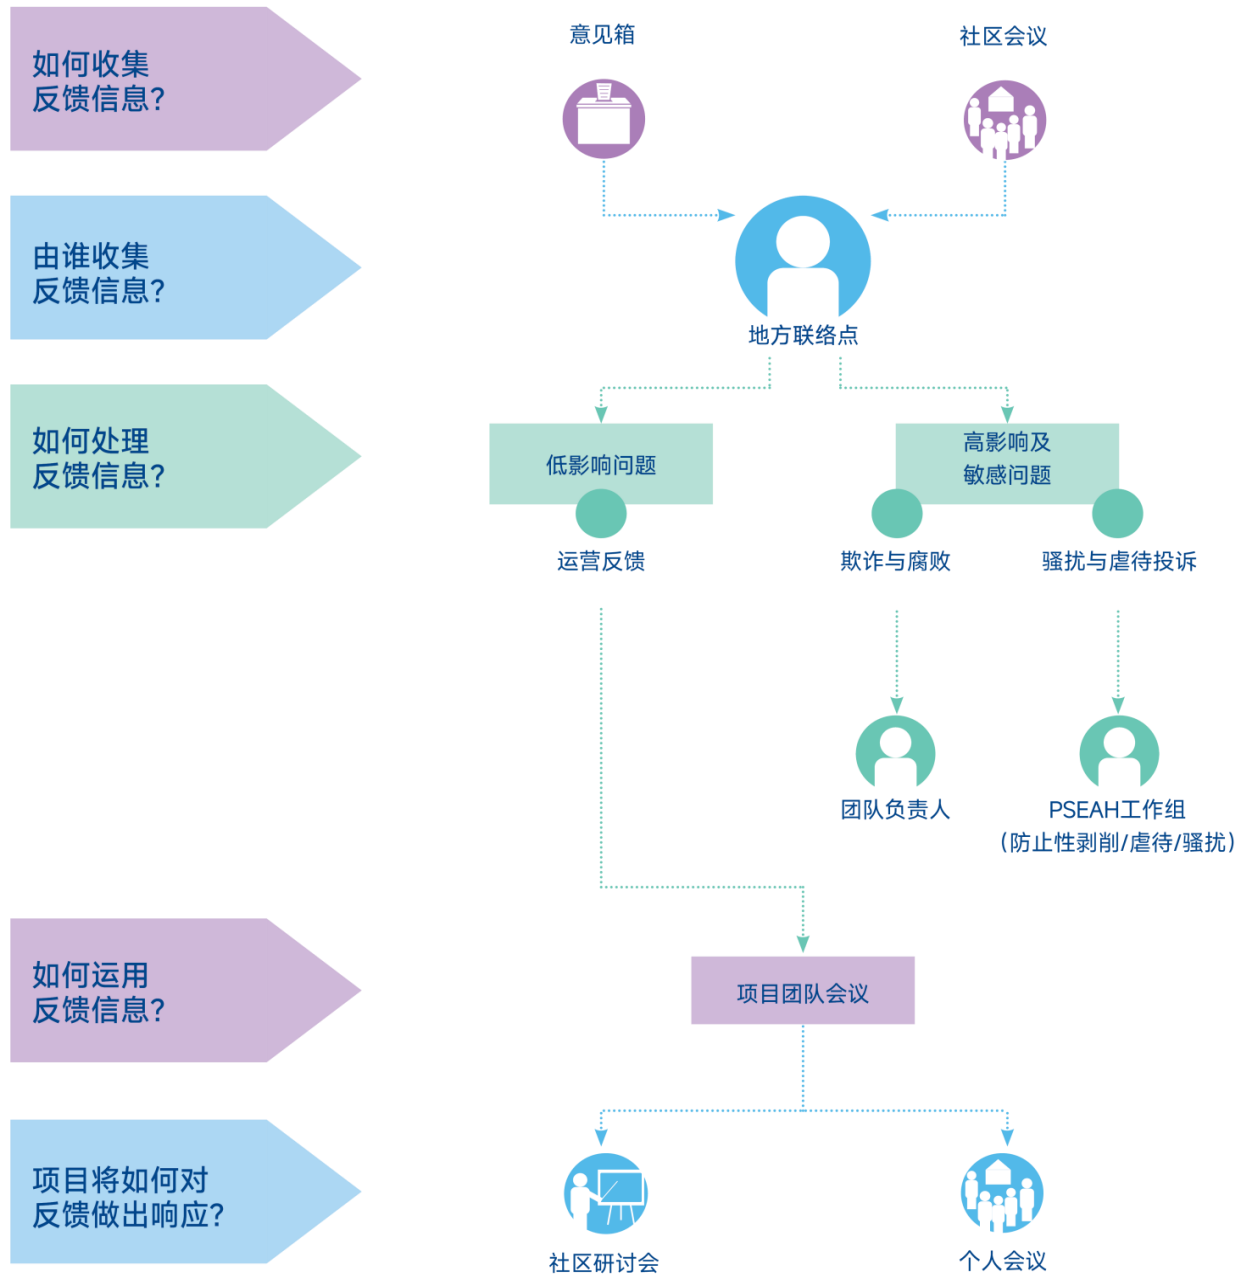 如何收集
反馈信息?
意见箱
社区会议
由谁收集
反馈信息?
地方联络点
如何处理
反馈信息?
低影响问题
高影响及
敏感问题
运营反馈
欺诈与腐败
骚扰与虐待投诉
团队负责人
PSEAH工作组
(防止性剥削/虐待/骚扰)
如何运用
反馈信息?
项目团队会议
项目将如何对
反馈做出响应?
社区研讨会
个人会议